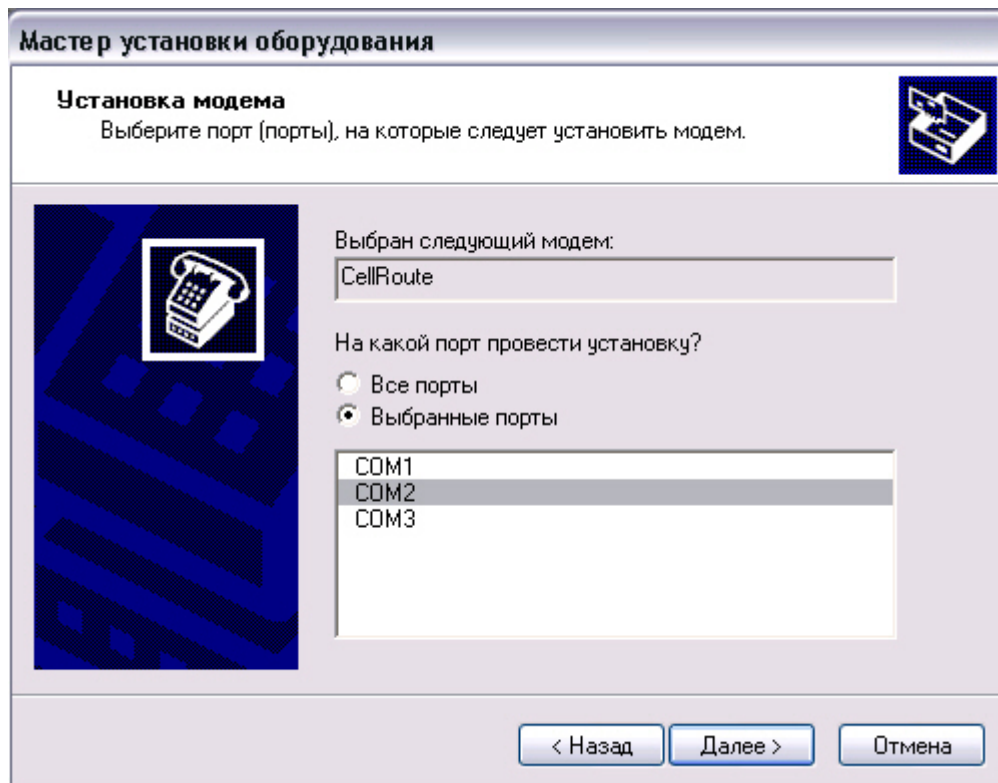 Мастер установки оборудования
Установка модема
Выберите порт (порты), на которые следует установить модем.
Выбран следующий модем:
CellRoute
На какой порт провести установку?
Все порты
Выбранные порты
COM1
COM2
COM3
< Назад
Далее >
Отмена